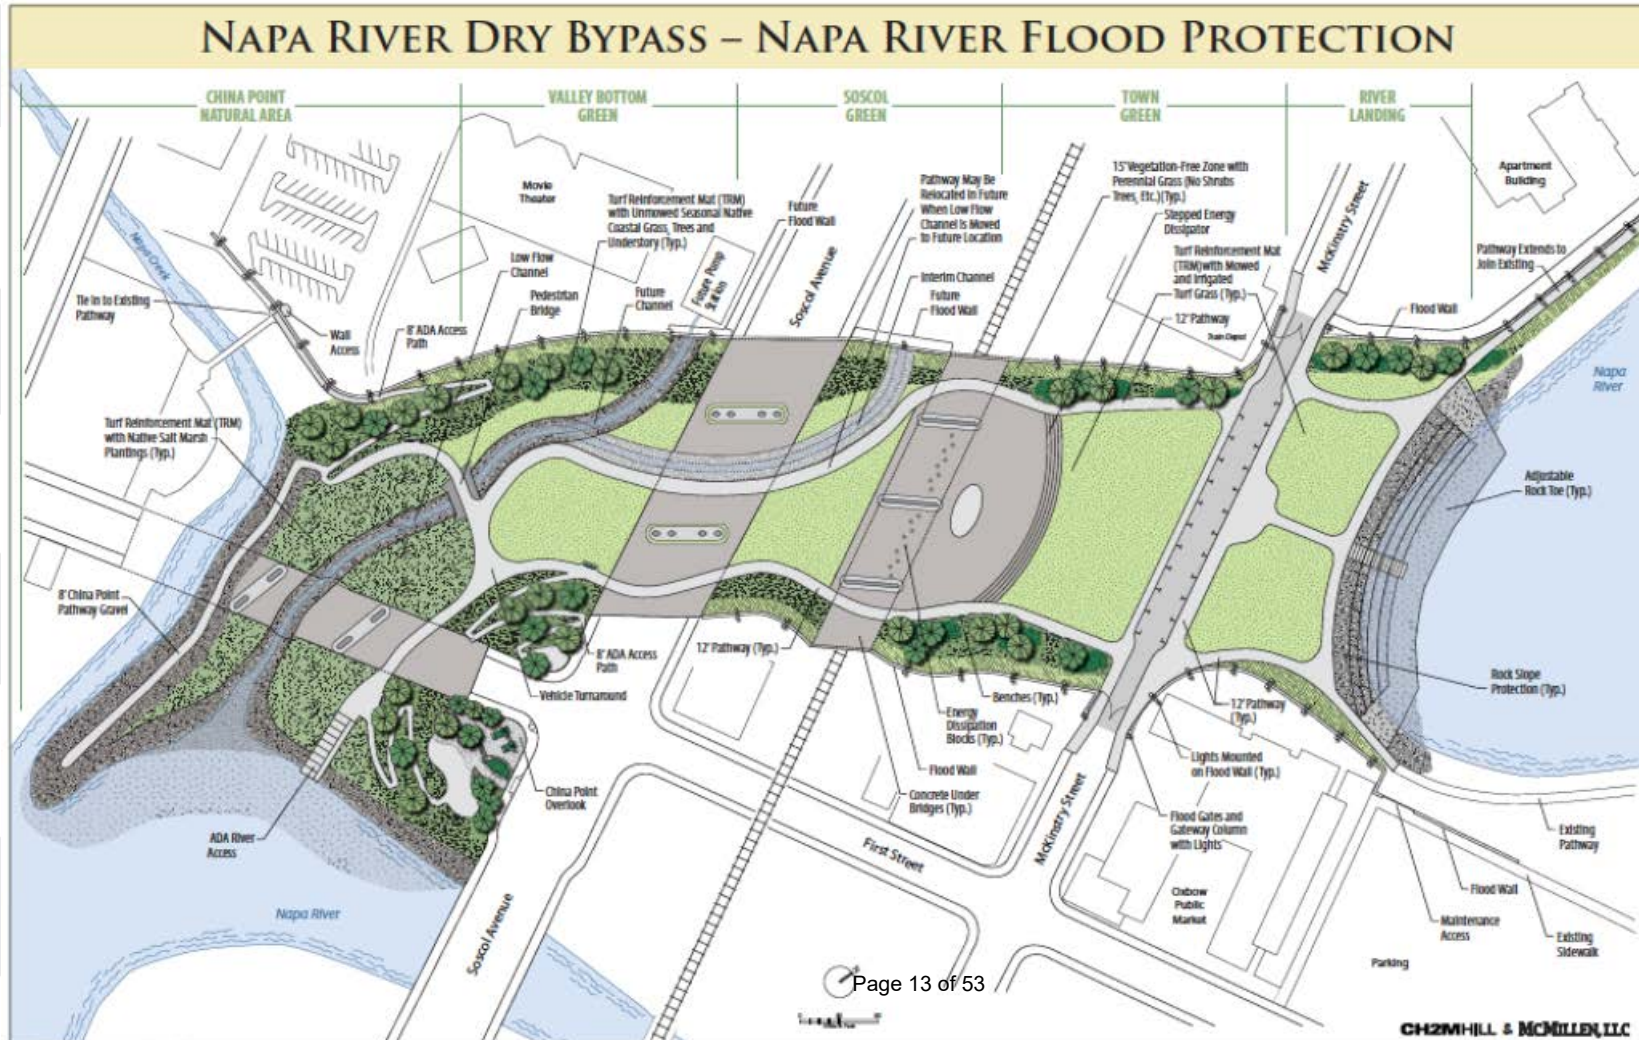 NAPA RIVER DRY BYPASS – NAPA RIVER FLOOD PROTECTION
CHINA POINT
NATURAL AREA
VALLEY BOTTOM
GREEN
SOSCOL
GREEN
TOWN
GREEN
RIVER
LANDING
Napa Creek
Movie
Theater
Turf Reinforcement Mat (TRM)
with Unmowed Seasonal Native
Coastal Grass, Trees and
Understory (Typ.)
Future
Flood Wall
Pathway May Be
Relocated in Future
When Low Flow
Channel Is Moved
to Future Location
15' Vegetation-Free Zone with
Perennial Grass (No Shrubs
Trees, Etc.)(Typ.)
Stepped Energy
Dissipator
Turf Reinforcement Mat
(TRM) with Mowed
and Irrigated
Turf Grass (Typ.)
12' Pathway
Train Depot
McKinstry Street
Apartment
Building
Pathway Extends to
Join Existing
Flood Wall
Low Flow
Channel
Pedestrian
Bridge
Future
Channel
Future Pump
Station
Soscol Avenue
Interim Channel
Future
Flood Wall
Tie in to Existing
Pathway
Wall
Access
8' ADA Access
Path
Napa
River
Turf Reinforcement Mat (TRM)
with Native Salt Marsh
Plantings (Typ.)
Adjustable
Rock Toe (Typ.)
8' China Point
Pathway Gravel
8' ADA Access
Path
Vehicle Turnaround
12' Pathway (Typ.)
Benches (Typ.)
Energy
Dissipation
Blocks (Typ.)
Flood Wall
Concrete Under
Bridges (Typ.)
12' Pathway
(Typ.)
Rock Slope
Protection (Typ.)
Lights Mounted
on Flood Wall (Typ.)
Flood Gates and
Gateway Column
with Lights
China Point
Overlook
ADA River
Access
First Street
McKinstry Street
Existing
Pathway
Flood Wall
Maintenance
Access
Existing
Sidewalk
Oxbow
Public
Market
Parking
Napa River
Soscol Avenue
Page 13 of 53
CH2MHILL & MCMILLEN, LLC